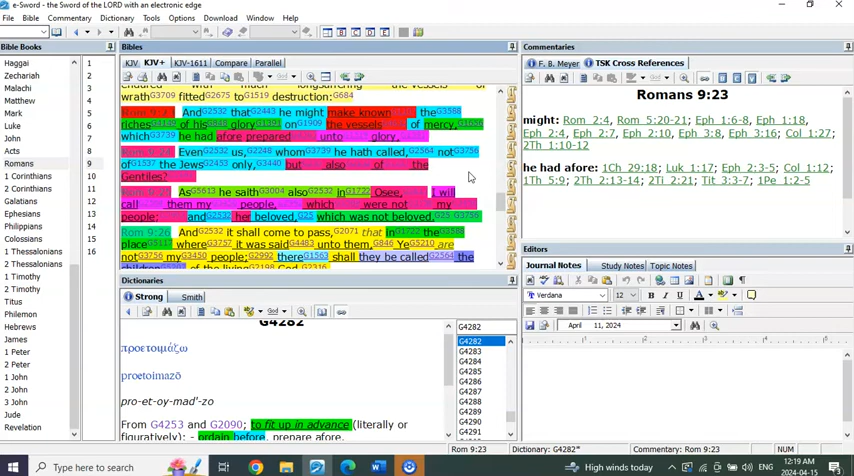 e-Sword - the Sword of the LORD with an electronic edge
File View Bible Commentary Dictionary Tools Options Download Window Help
B C D E
Bible Books
Haggai
Zechariah
Malachi
Matthew
Mark
Luke
John
Acts
Romans
1 Corinthians
2 Corinthians
Galatians
Ephesians
Philippians
Colossians
1 Thessalonians
2 Thessalonians
1 Timothy
2 Timothy
Titus
Philemon
Hebrews
James
1 Peter
2 Peter
1 John
2 John
3 John
Jude
Revelation
1
2
3
4
5
6
7
8
9
10
11
12
13
14
15
16
Bibles
KJV KJV+ KJV-1611 Compare Parallel
wrath G3709 fitted G2675 to G1519 destruction: G684
And G2532 that G2443 he might make known the G3588
riches of his glory G1391 on G1909 the vessels of mercy, G1656
which G3739 he had afore prepared unto glory,
Even G2532 us, G2248 whom G3739 he hath called, G2564 not G3756
of G1537 the Jews G2453 only, G3440 but also of the
Gentiles?
As G5613 he saith G3004 also G2532 in G1722 Osee, I will
call them my people, which were not my
people; and G2532 her beloved, G25 which was not beloved. G25 G3756
Rom 9:26 And G2532 it shall come to pass, G2071 that in G1722 the G3588
place G5117 where G3757 it was said G4483 unto them, G846 Ye G5210 are
not G3756 my G3450 people; G2992 there G1563 shall they be called G2564 the
children of the living G2198 God. G2316
Dictionaries
Strong Smith
G4282
προετοιμάζω
proetoimazō
pro-et-oy-mad'-zo
From G4253 and G2090; to fit up in advance (literally or
figuratively): - ordain before, prepare afore.
G4282
G4282
G4283
G4284
G4285
G4286
G4287
G4288
G4289
G4290
G4291
Commentaries
F. B. Meyer TSK Cross References
Romans 9:23
might: Rom 2:4; Rom 5:20-21; Eph 1:6-8; Eph 1:18,
Eph 2:4; Eph 2:7; Eph 2:10; Eph 3:8; Eph 3:16; Col 1:27;
2Th 1:10-12
he had afore: 1Ch 29:18; Luk 1:17; Eph 2:3-5; Col 1:12;
1Th 5:9; 2Th 2:13-14; 2Ti 2:21; Tit 3:3-7; 1Pe 1:2-5
Editors
Journal Notes Study Notes Topic Notes
Verdana 12 B I U A
April 11, 2024
1 2 3 4 5
Rom 9:23 Dictionary: G4282* Commentary: Rom 9:23 NUM
Type here to search
High winds today
ENG
12:19 AM
2024-04-15